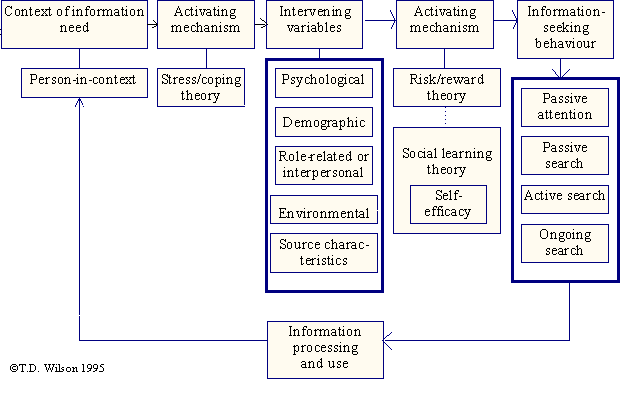 Context of information
need
Activating
mechanism
Intervening
variables
Activating
mechanism
Information-
seeking
behaviour
Person-in-context
Stress/coping
theory
Psychological
Demographic
Role-related or
interpersonal
Environmental
Source charac-
teristics
Risk/reward
theory
Social learning
theory
Self-
efficacy
Passive
attention
Passive
search
Active search
Ongoing
search
Information
processing
and use
©T.D. Wilson 1995